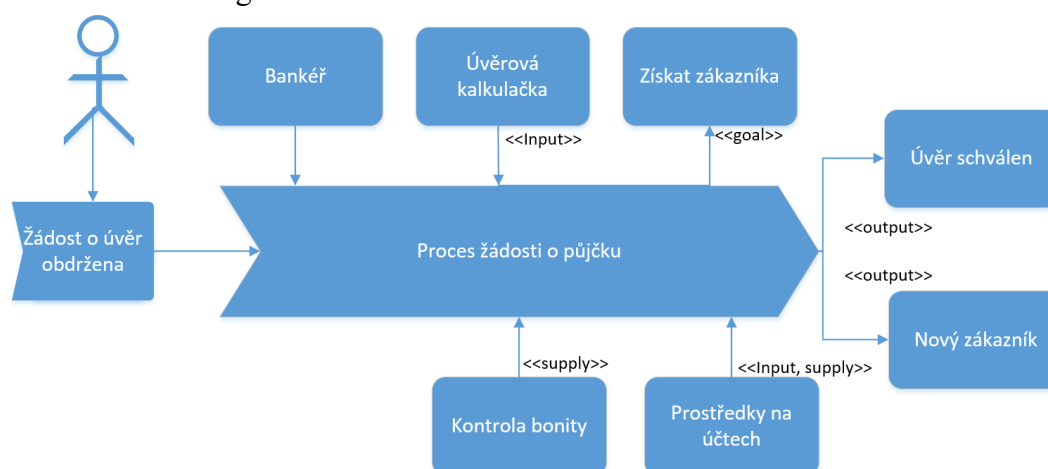 g
Bankéř
Úvěrová
kalkulačka
Získat zákazníka
<<Input>>
<<goal>>
Úvěr schválen
Žádost o úvěr
obdržena
Proces žádosti o půjčku
<<output>>
<<output>>
Nový zákazník
<<supply>>
<<Input, supply>>
Kontrola bonity
Prostředky na
účtech